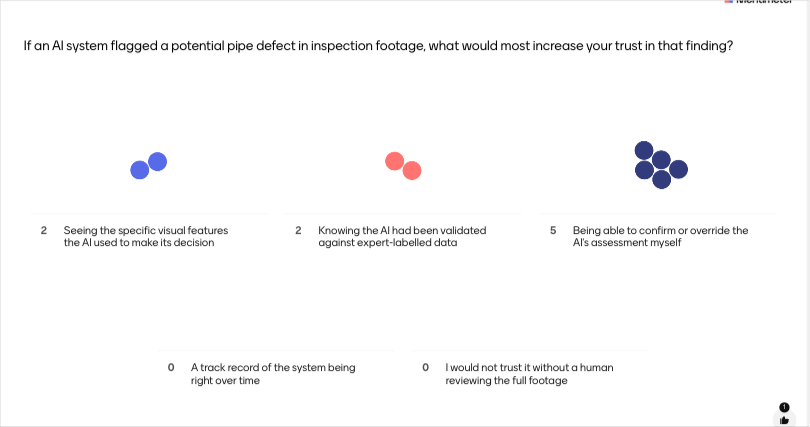 If an AI system flagged a potential pipe defect in inspection footage, what would most increase your trust in that finding?
2 Seeing the specific visual features
the AI used to make its decision
2 Knowing the AI had been validated
against expert-labelled data
5 Being able to confirm or override the
AI's assessment myself
0 A track record of the system being
right over time
0 I would not trust it without a human
reviewing the full footage
1